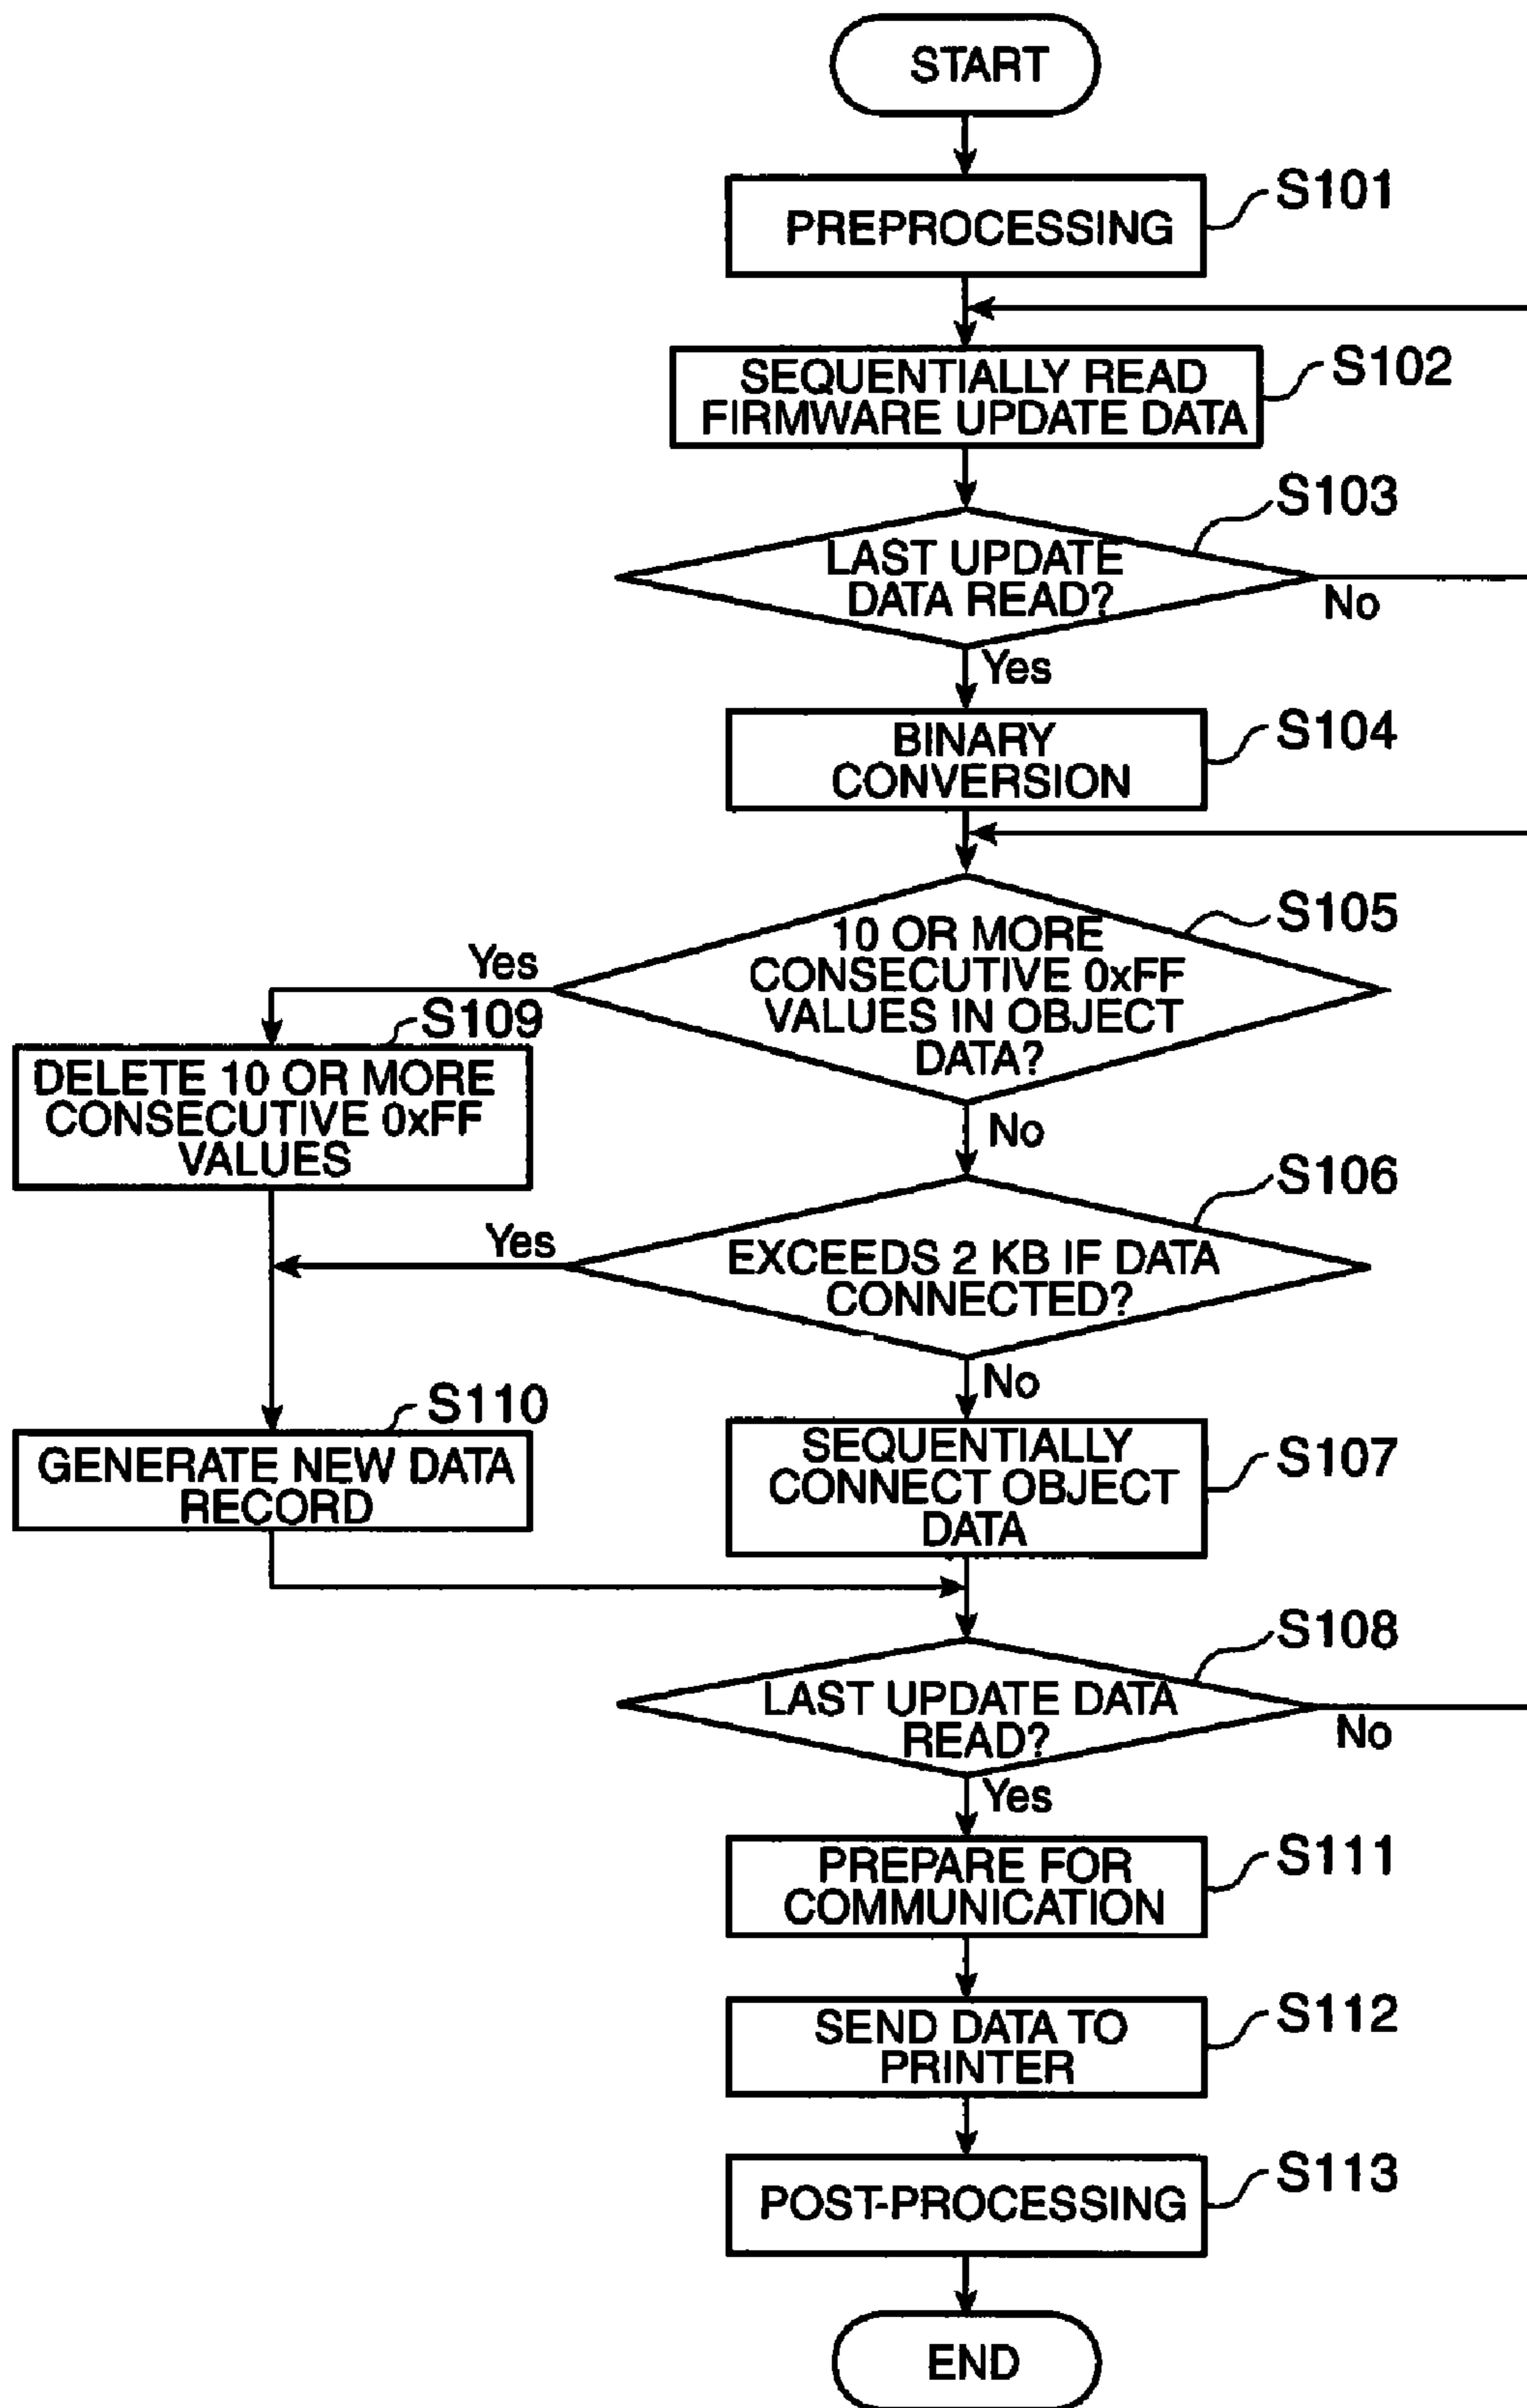 START
PREPROCESSING
S101
SEQUENTIALLY READ
FIRMWARE UPDATE DATA
S102
LAST UPDATE
DATA READ?
S103
No
Yes
BINARY
CONVERSION
S104
10 OR MORE
CONSECUTIVE 0xFF
VALUES IN OBJECT
DATA?
S105
Yes
S109
DELETE 10 OR MORE
CONSECUTIVE 0xFF
VALUES
No
S106
EXCEEDS 2 KB IF DATA
CONNECTED?
Yes
No
S110
GENERATE NEW DATA
RECORD
SEQUENTIALLY
CONNECT OBJECT
DATA
S107
S108
LAST UPDATE DATA
READ?
No
Yes
PREPARE FOR
COMMUNICATION
S111
SEND DATA TO
PRINTER
S112
POST-PROCESSING
S113
END